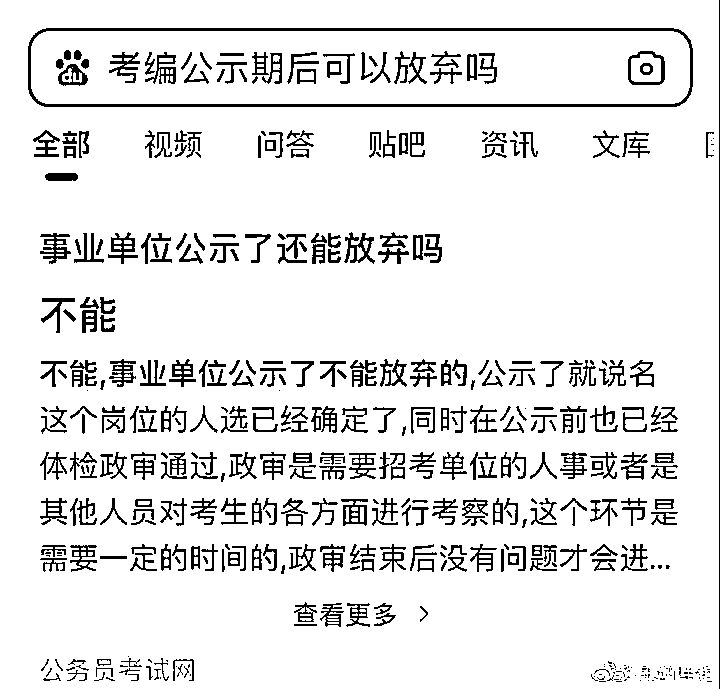 考编公示期后可以放弃吗
全部 视频 问答 贴吧 资讯 文库
事业单位公示了还能放弃吗
不能
不能,事业单位公示了不能放弃的,公示了就说名
这个岗位的人选已经确定了,同时在公示前也已经
体检政审通过,政审是需要招考单位的人事或者是
其他人员对考生的各方面进行考察的,这个环节是
需要一定的时间的,政审结束后没有问题才会进...
查看更多 >
公务员考试网